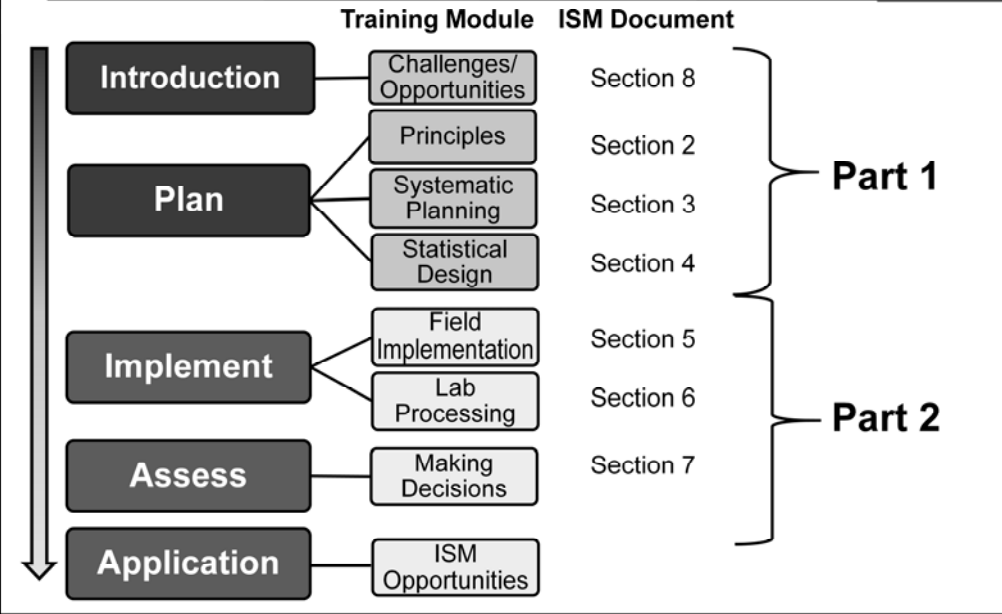 Training Module ISM Document
Introduction
Challenges/
Opportunities
Section 8
Principles
Section 2
Plan
Systematic
Planning
Section 3
Part 1
Statistical
Design
Section 4
Field
Implementation
Section 5
Implement
Lab
Processing
Section 6
Part 2
Assess
Making
Decisions
Section 7
Application
ISM
Opportunities